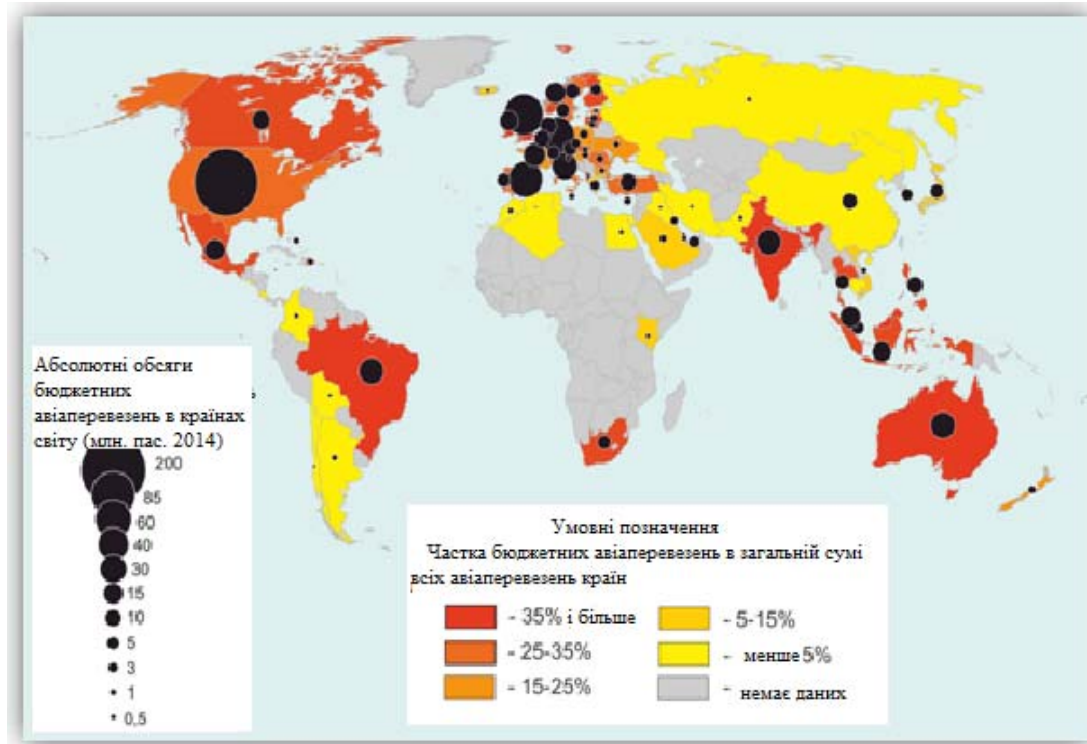 Абсолютні обсяги
бюджетних
авіаперевезень в країнах
світу (млн. пас. 2014)
200
85
60
40
30
15
10
5
3
1
0,5
Умовні позначення
Частка бюджетних авіаперевезень в загальній сумі
всіх авіаперевезень країн
- 35% і більше
- 25-35%
- 15-25%
- 5-15%
- менше 5%
- немає даних